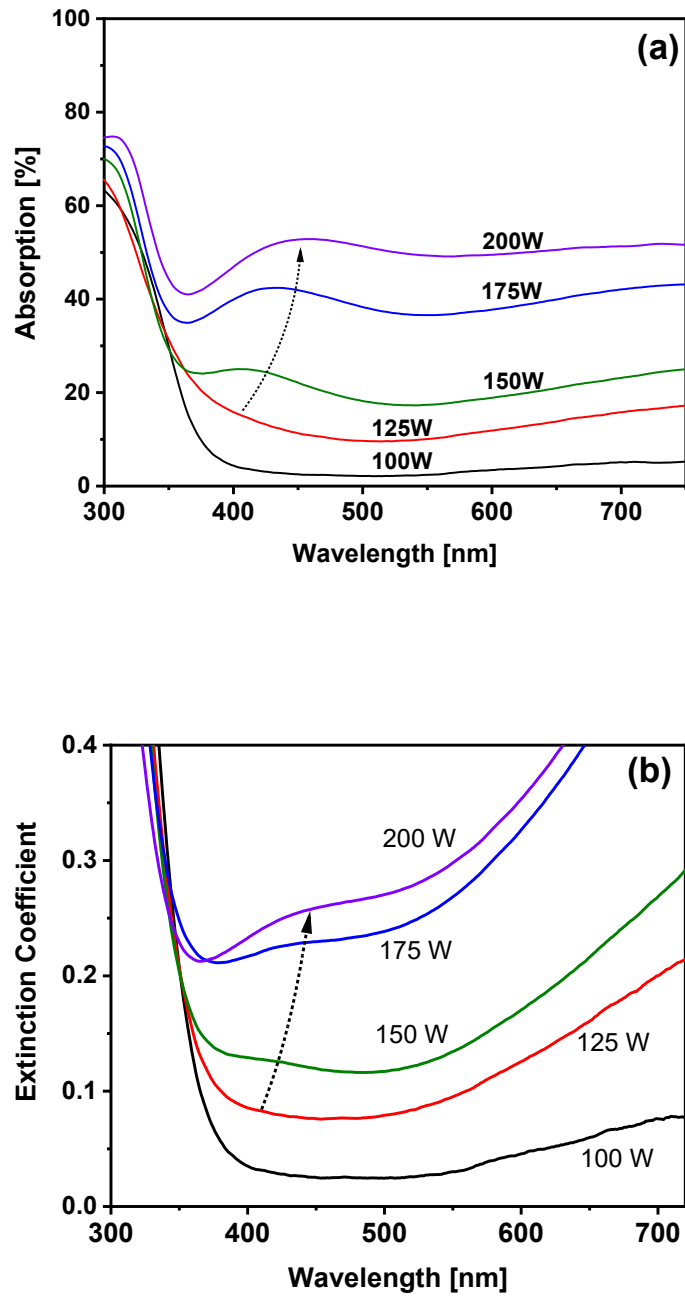 (a)
100
80
60
40
20
0
Absorption [%]
200W
175W
150W
125W
100W
300 400 500 600 700
Wavelength [nm]
(b)
0.4
0.3
0.2
0.1
0.0
Extinction Coefficient
200 W
175 W
150 W
125 W
100 W
300 400 500 600 700
Wavelength [nm]